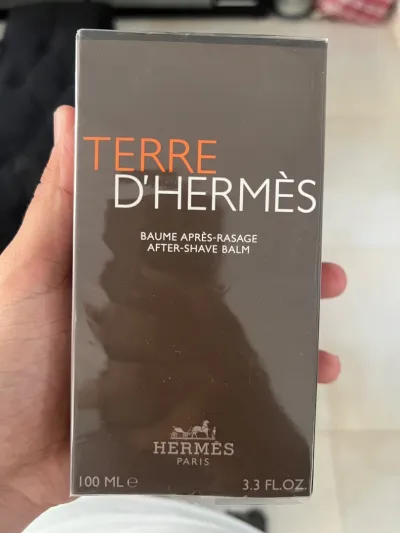 TERRE
D'HERMÈS
BAUME APRÈS-RASAGE
AFTER-SHAVE BALM
HERMÈS
PARIS
100 ML ℮ 3.3 FL.OZ.